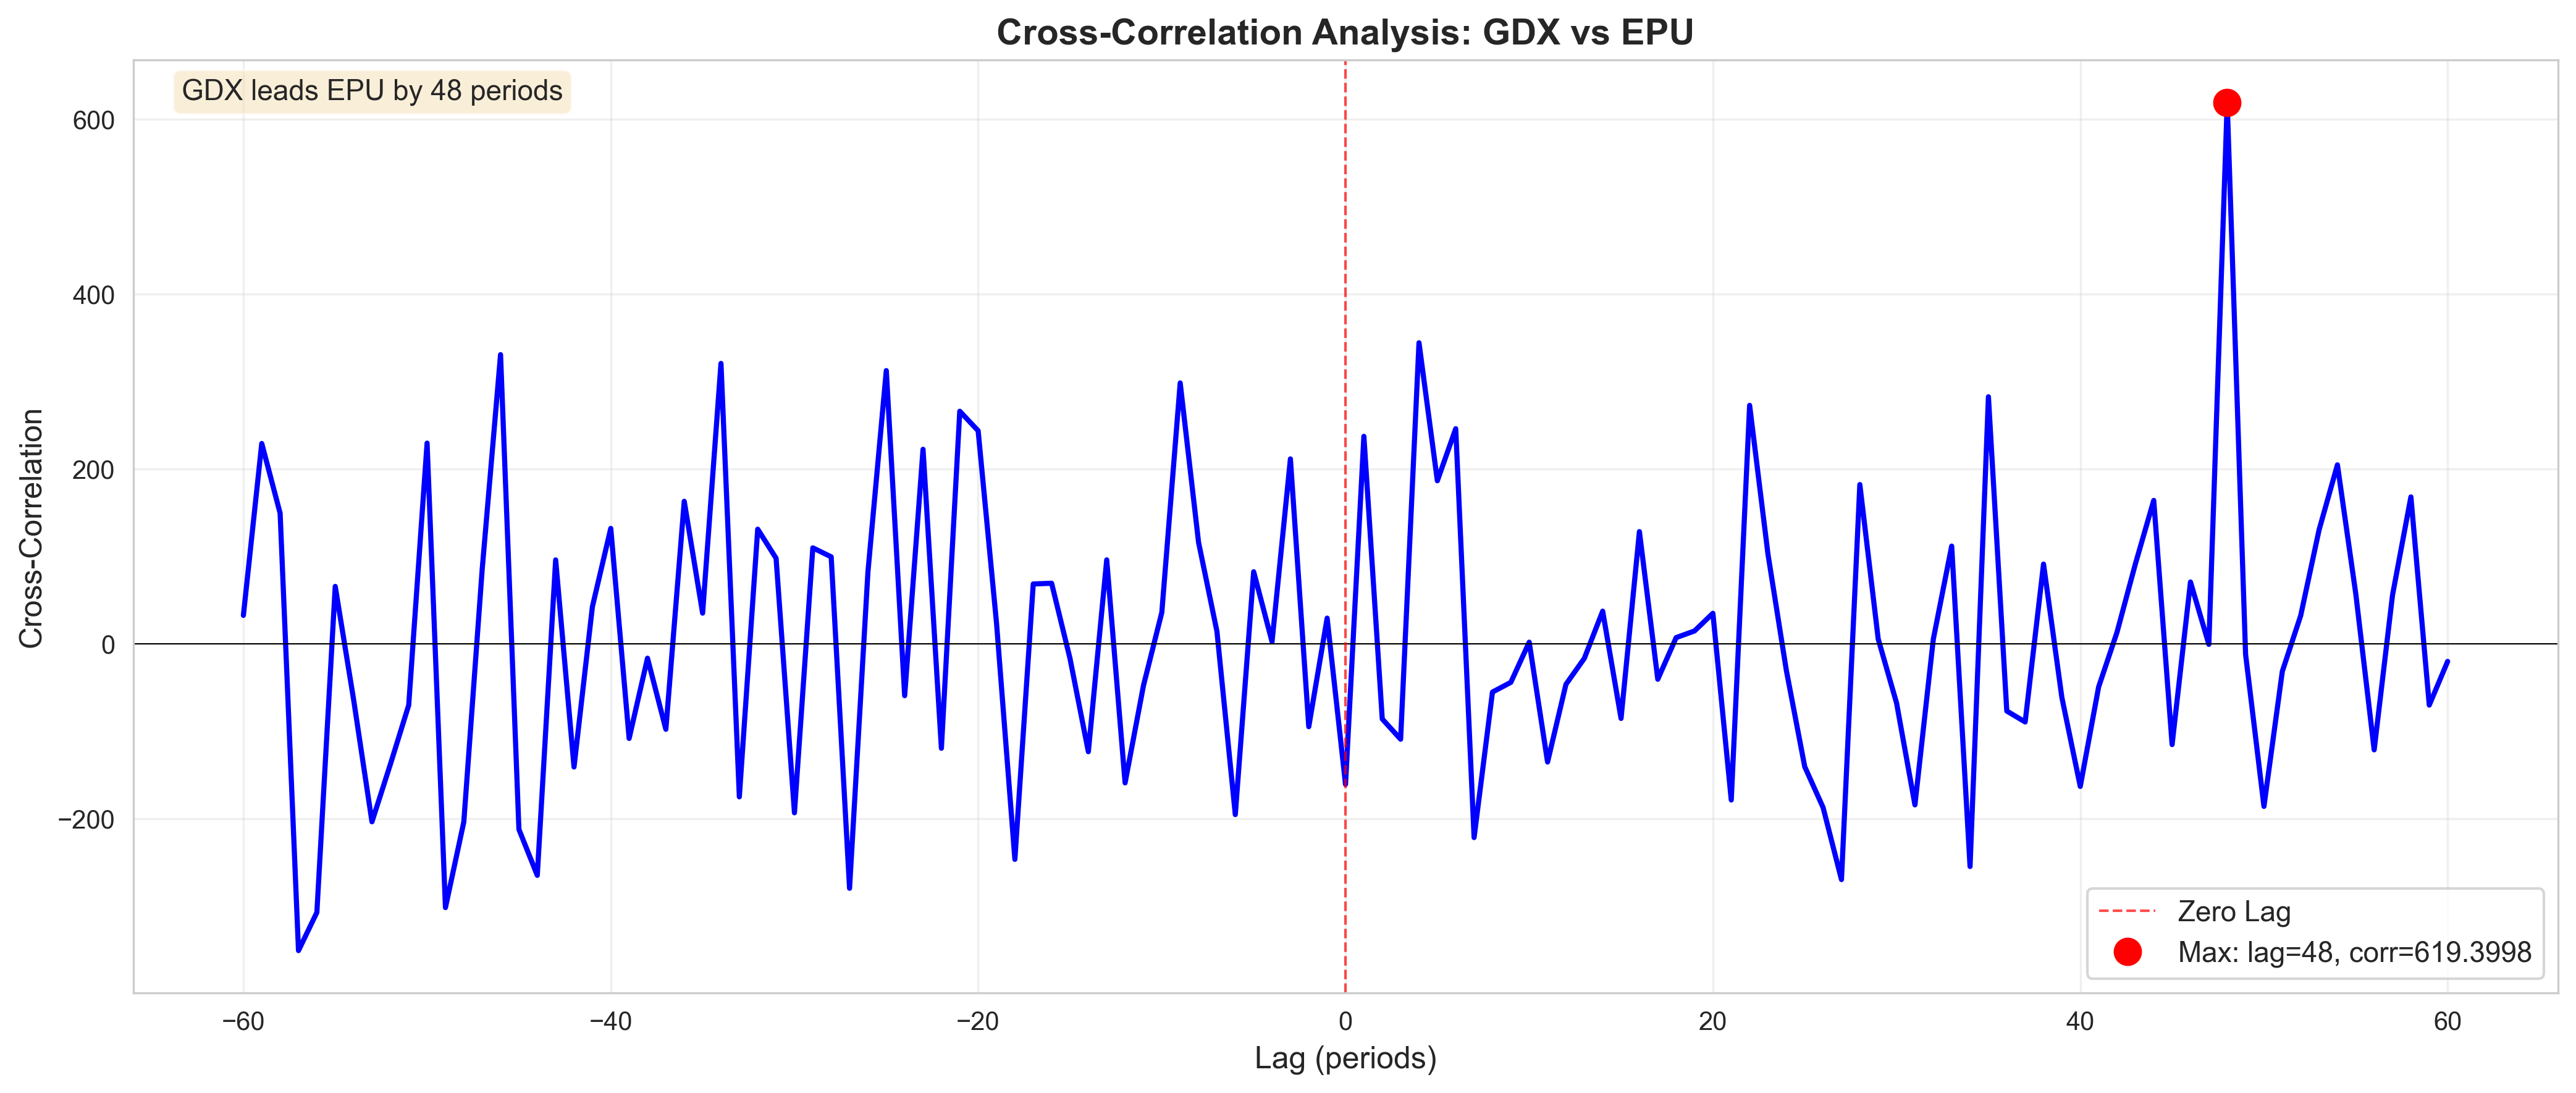 Cross-Correlation Analysis: GDX vs EPU
GDX leads EPU by 48 periods
Cross-Correlation
600
400
200
0
−200
−60
−40
−20
0
20
40
60
Lag (periods)
Zero Lag
Max: lag=48, corr=619.3998